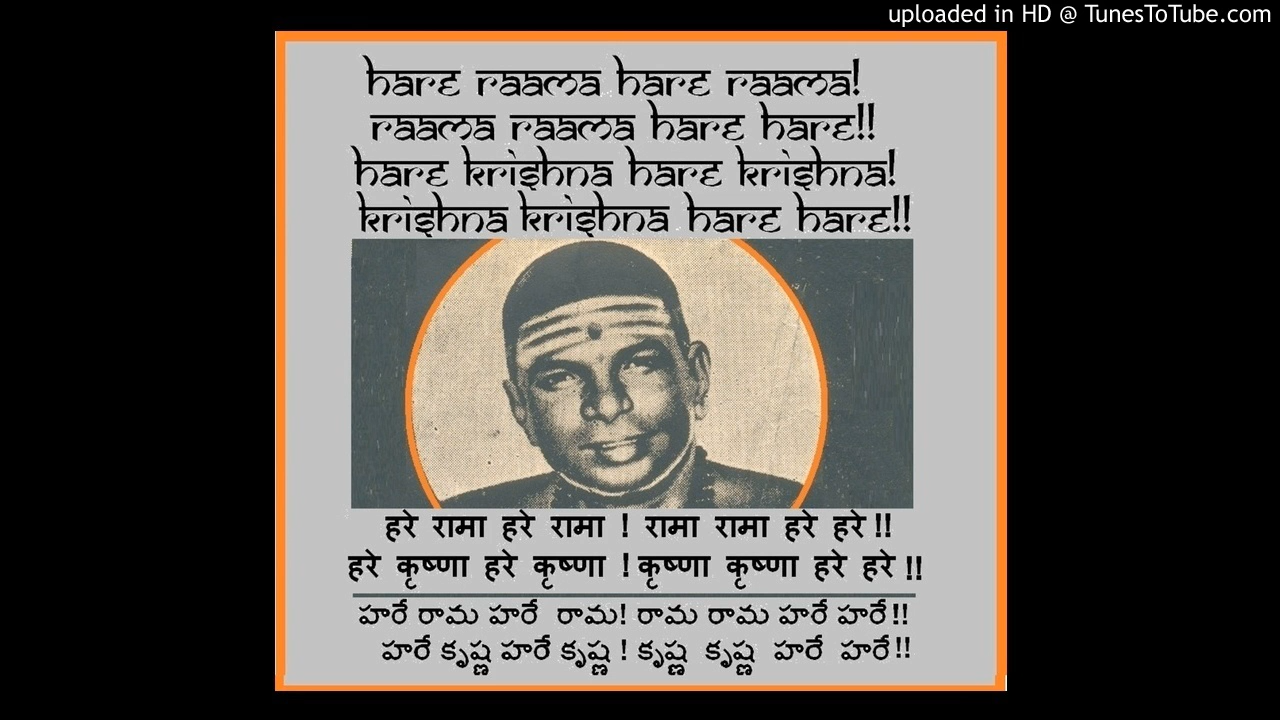 uploaded in HD @ TunesToTube.com
Hare Raama Hare Raama!
Raama Raama Hare Hare!!
Hare Krishna Hare Krishna!
Krishna Krishna Hare Hare!!
हरे रामा हरे रामा ! रामा रामा हरे हरे !!
हरे कृष्णा हरे कृष्णा ! कृष्णा कृष्णा हरे हरे !!
హరే రామ హరే రామ! రామ రామ హరే హరే!!
హరే కృష్ణ హరే కృష్ణ ! కృష్ణ కృష్ణ హరే హరే!!